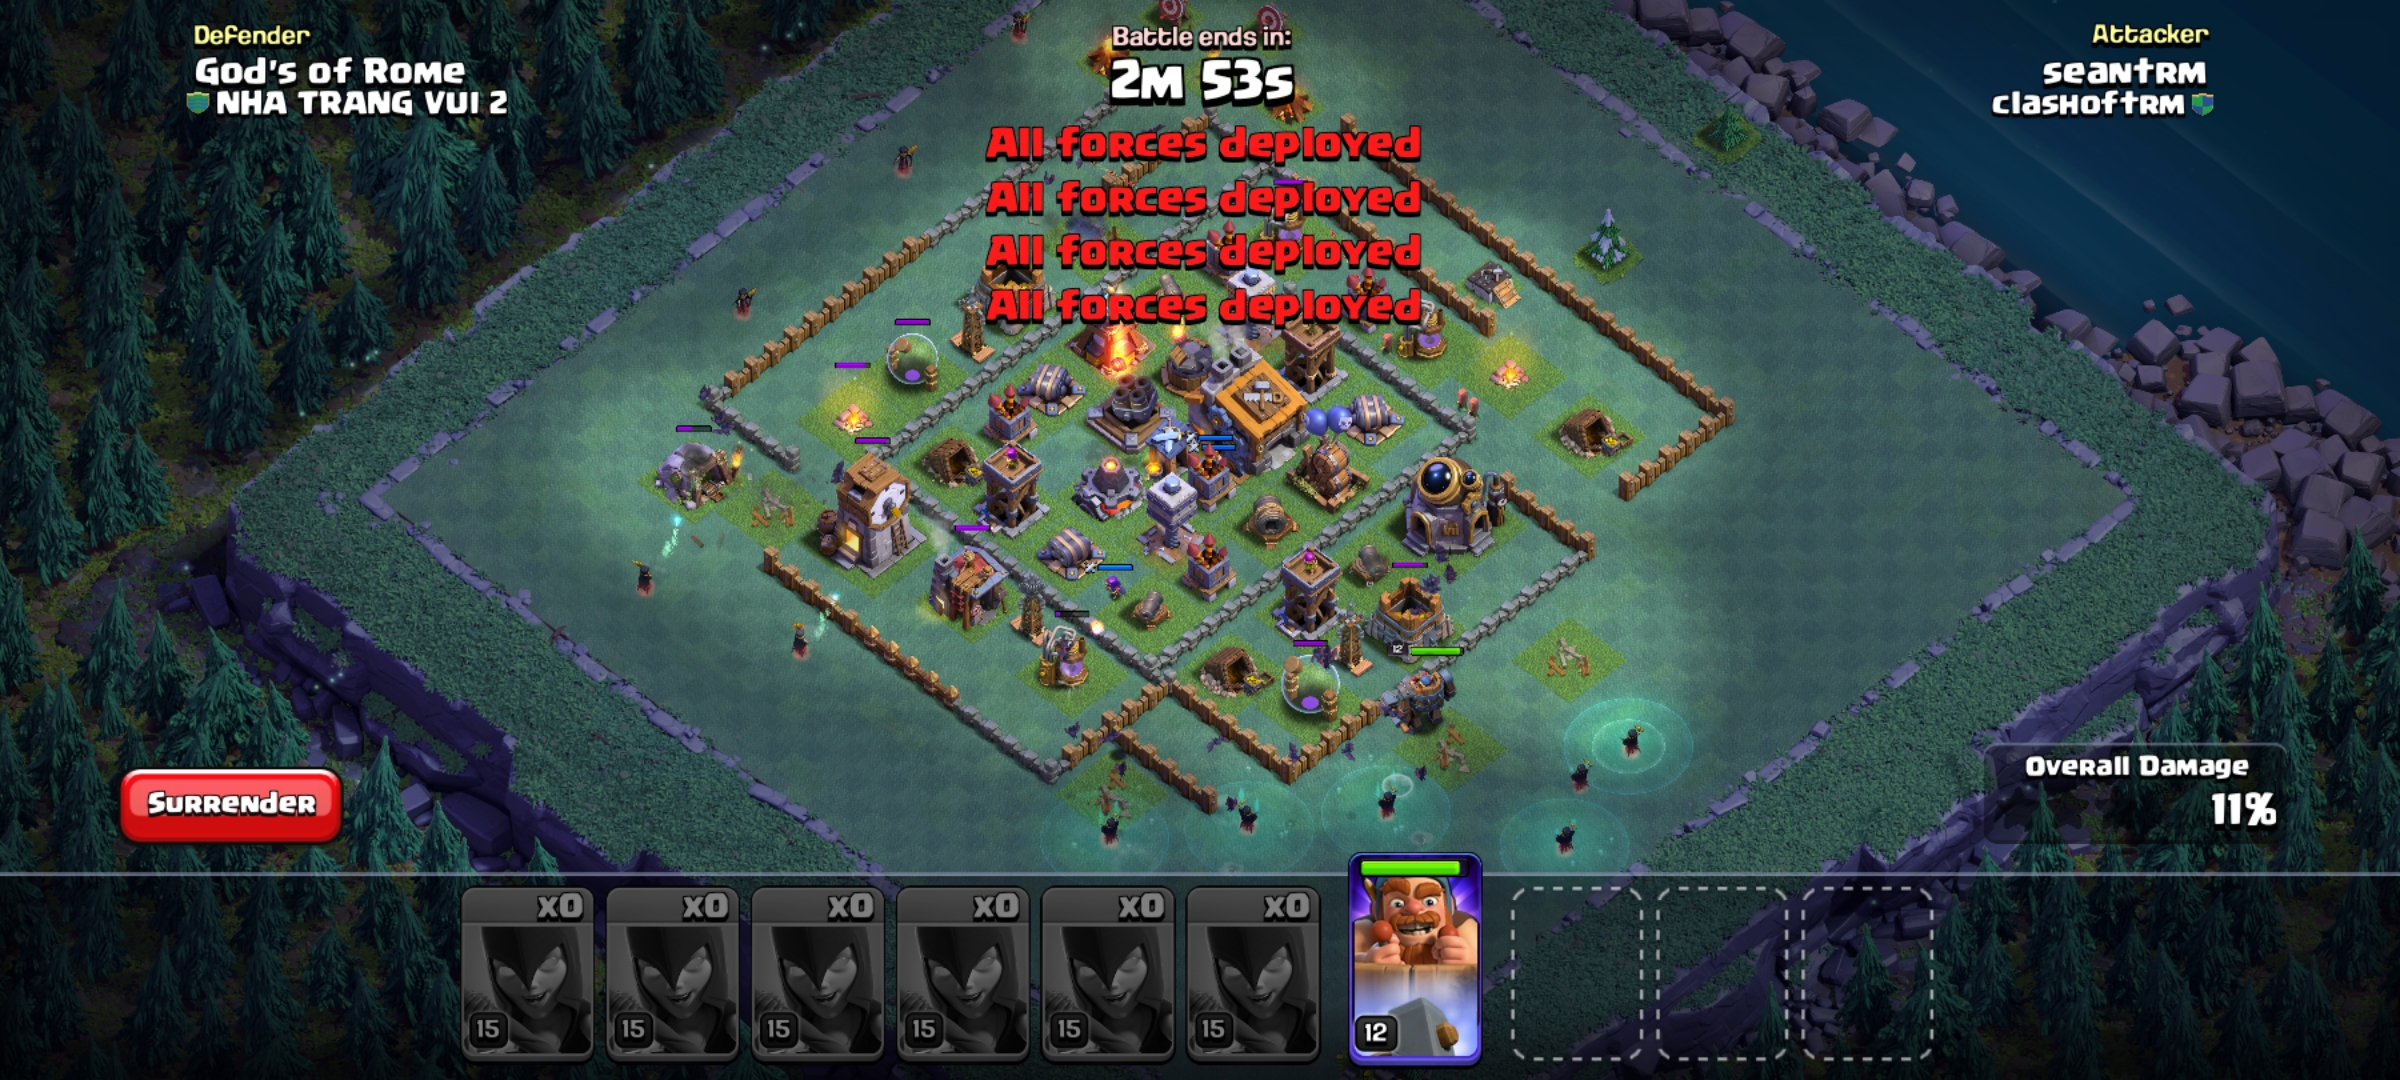 Defender
God's of Rome
NHA TRANG VUI 2
Battle ends in:
2M 53s
Attacker
seantrm
clashoftrm
All forces deployed
All forces deployed
All forces deployed
All forces deployed
12
Surrender
Overall Damage
11%
x0
x0
x0
x0
x0
x0
15
15
15
15
15
15
12